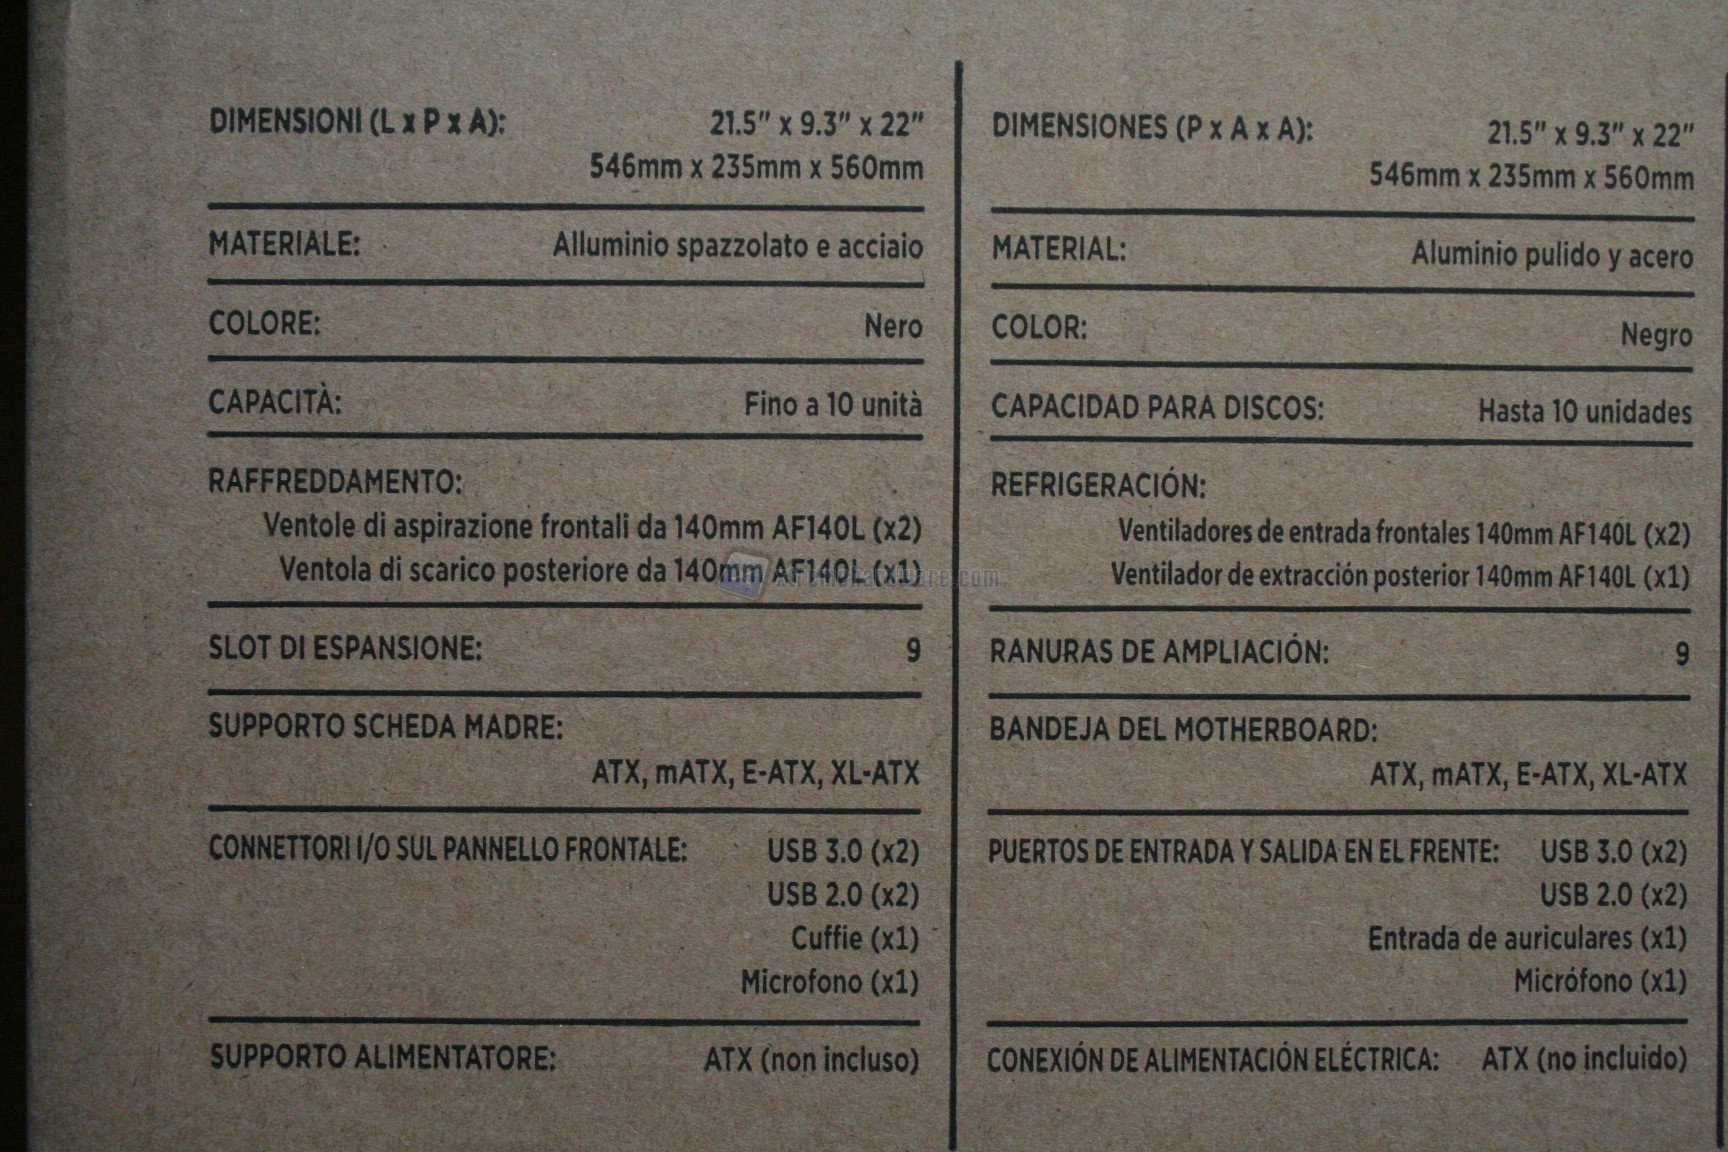 DIMENSIONI (L x P x A): 21.5" x 9.3" x 22"
546mm x 235mm x 560mm
MATERIALE: Alluminio spazzolato e acciaio
COLORE: Nero
CAPACITÀ: Fino a 10 unità
RAFFREDDAMENTO:
Ventole di aspirazione frontali da 140mm AF140L (x2)
Ventola di scarico posteriore da 140mm AF140L (x1)
SLOT DI ESPANSIONE: 9
SUPPORTO SCHEDA MADRE:
ATX, mATX, E-ATX, XL-ATX
CONNETTORI I/O SUL PANNELLO FRONTALE: USB 3.0 (x2)
USB 2.0 (x2)
Cuffie (x1)
Microfono (x1)
SUPPORTO ALIMENTATORE: ATX (non incluso)
DIMENSIONES (P x A x A): 21.5" x 9.3" x 22"
546mm x 235mm x 560mm
MATERIAL: Aluminio pulido y acero
COLOR: Negro
CAPACIDAD PARA DISCOS: Hasta 10 unidades
REFRIGERACIÓN:
Ventiladores de entrada frontales 140mm AF140L (x2)
Ventilador de extracción posterior 140mm AF140L (x1)
RANURAS DE AMPLIACIÓN: 9
BANDEJA DEL MOTHERBOARD:
ATX, mATX, E-ATX, XL-ATX
PUERTOS DE ENTRADA Y SALIDA EN EL FRENTE: USB 3.0 (x2)
USB 2.0 (x2)
Entrada de auriculares (x1)
Micrófono (x1)
CONEXIÓN DE ALIMENTACIÓN ELÉCTRICA: ATX (no incluido)